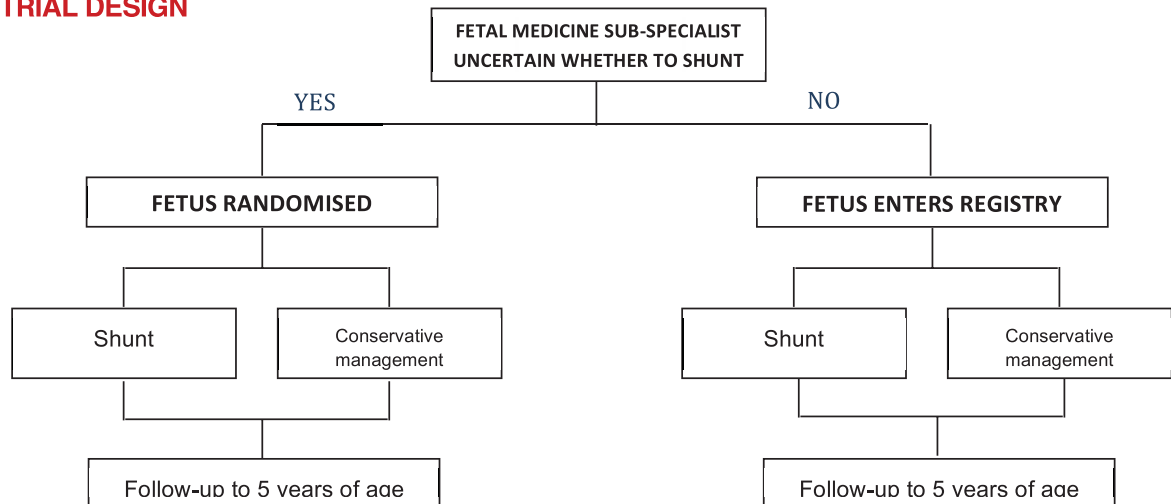 TRIAL DESIGN
FETAL MEDICINE SUB-SPECIALIST
UNCERTAIN WHETHER TO SHUNT
YES
NO
FETUS RANDOMISED
FETUS ENTERS REGISTRY
Shunt
Conservative
management
Shunt
Conservative
management
Follow-up to 5 years of age
Follow-up to 5 years of age